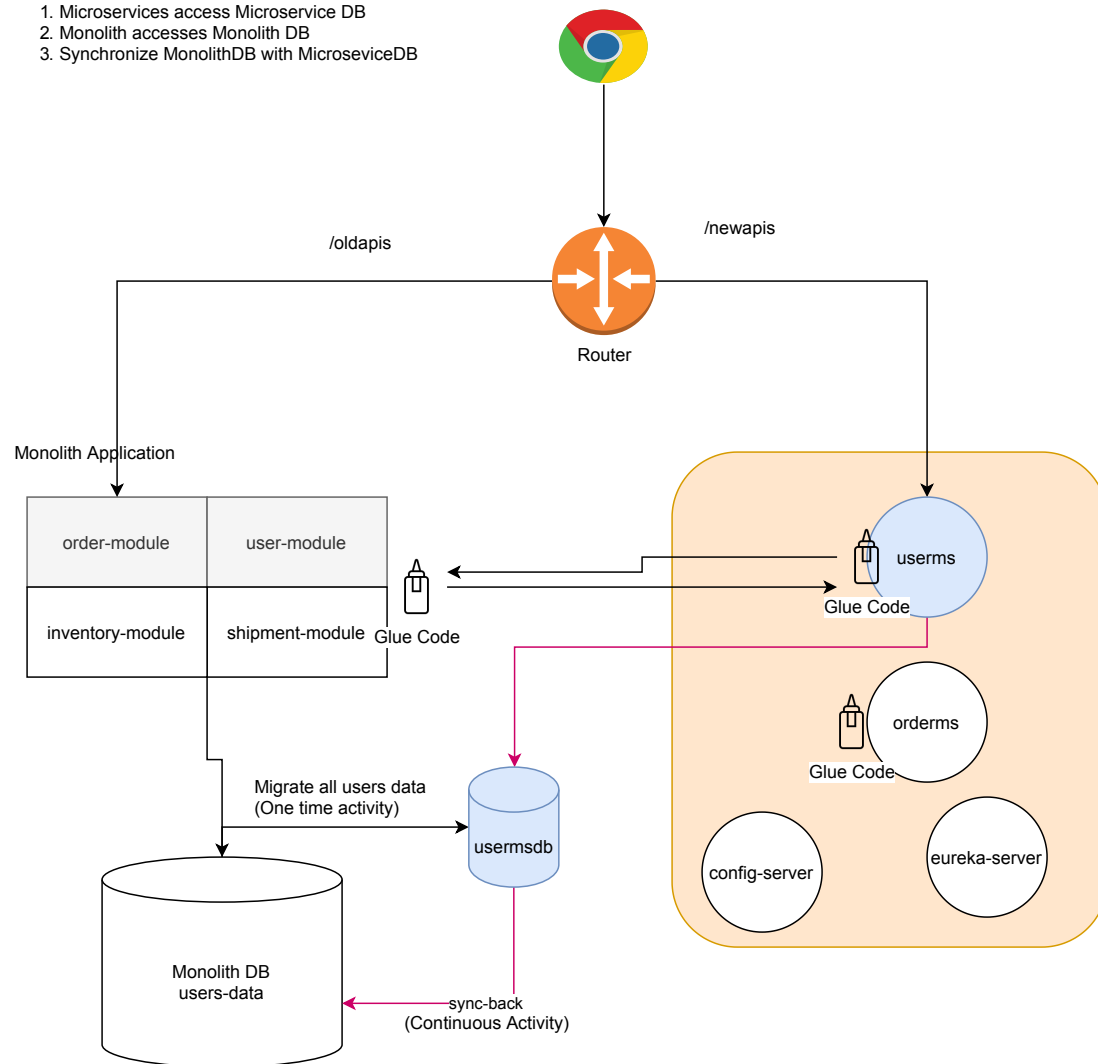 1. Microservices access Microservice DB
2. Monolith accesses Monolith DB
3. Synchronize MonolithDB with MicroseviceDB
/oldapis
/newapis
Router
Monolith Application
order-module
user-module
inventory-module
shipment-module
Glue Code
userms
Glue Code
orderms
Glue Code
config-server
eureka-server
Migrate all users data
(One time activity)
usermsdb
Monolith DB
users-data
sync-back
(Continuous Activity)